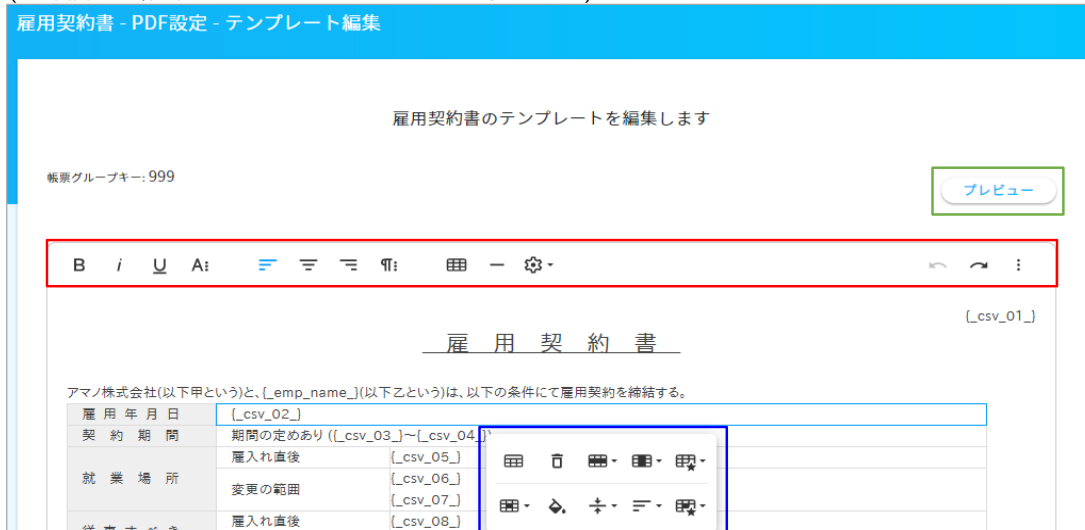 雇用契約書 - PDF設定 - テンプレート編集
雇用契約書のテンプレートを編集します
帳票グループキー: 999
プレビュー
B i U A
{_csv_01_}
雇 用 契 約 書
アマノ株式会社(以下甲という)と、{_emp_name_}(以下乙という)は、以下の条件にて雇用契約を締結する。
雇 用 年 月 日 {_csv_02_}
契 約 期 間 期間の定めあり ({_csv_03_}~{_csv_04_})
就 業 場 所 雇入れ直後 {_csv_05_}
変更の範囲 {_csv_06_}
{_csv_07_}
雇入れ直後 {_csv_08_}